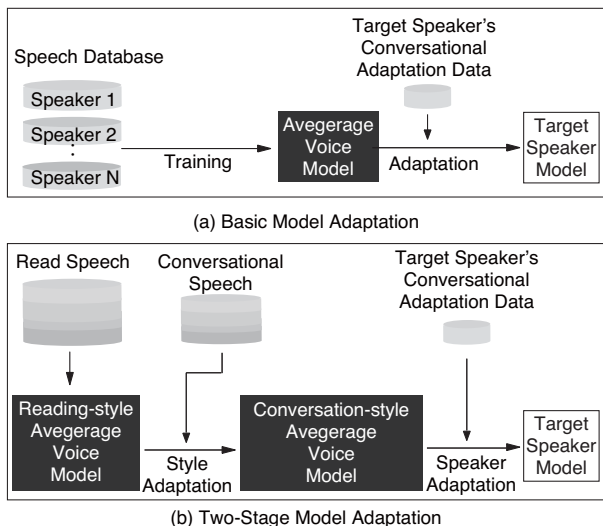 Speech Database
Speaker 1
Speaker 2
:
Speaker N
Training
Avegerage
Voice
Model
Target Speaker's
Conversational
Adaptation Data
Adaptation
Target
Speaker
Model
(a) Basic Model Adaptation
Read Speech
Conversational
Speech
Target Speaker's
Conversational
Adaptation Data
Reading-style
Avegerage
Voice
Model
Style
Adaptation
Conversation-style
Avegerage
Voice
Model
Speaker
Adaptation
Target
Speaker
Model
(b) Two-Stage Model Adaptation